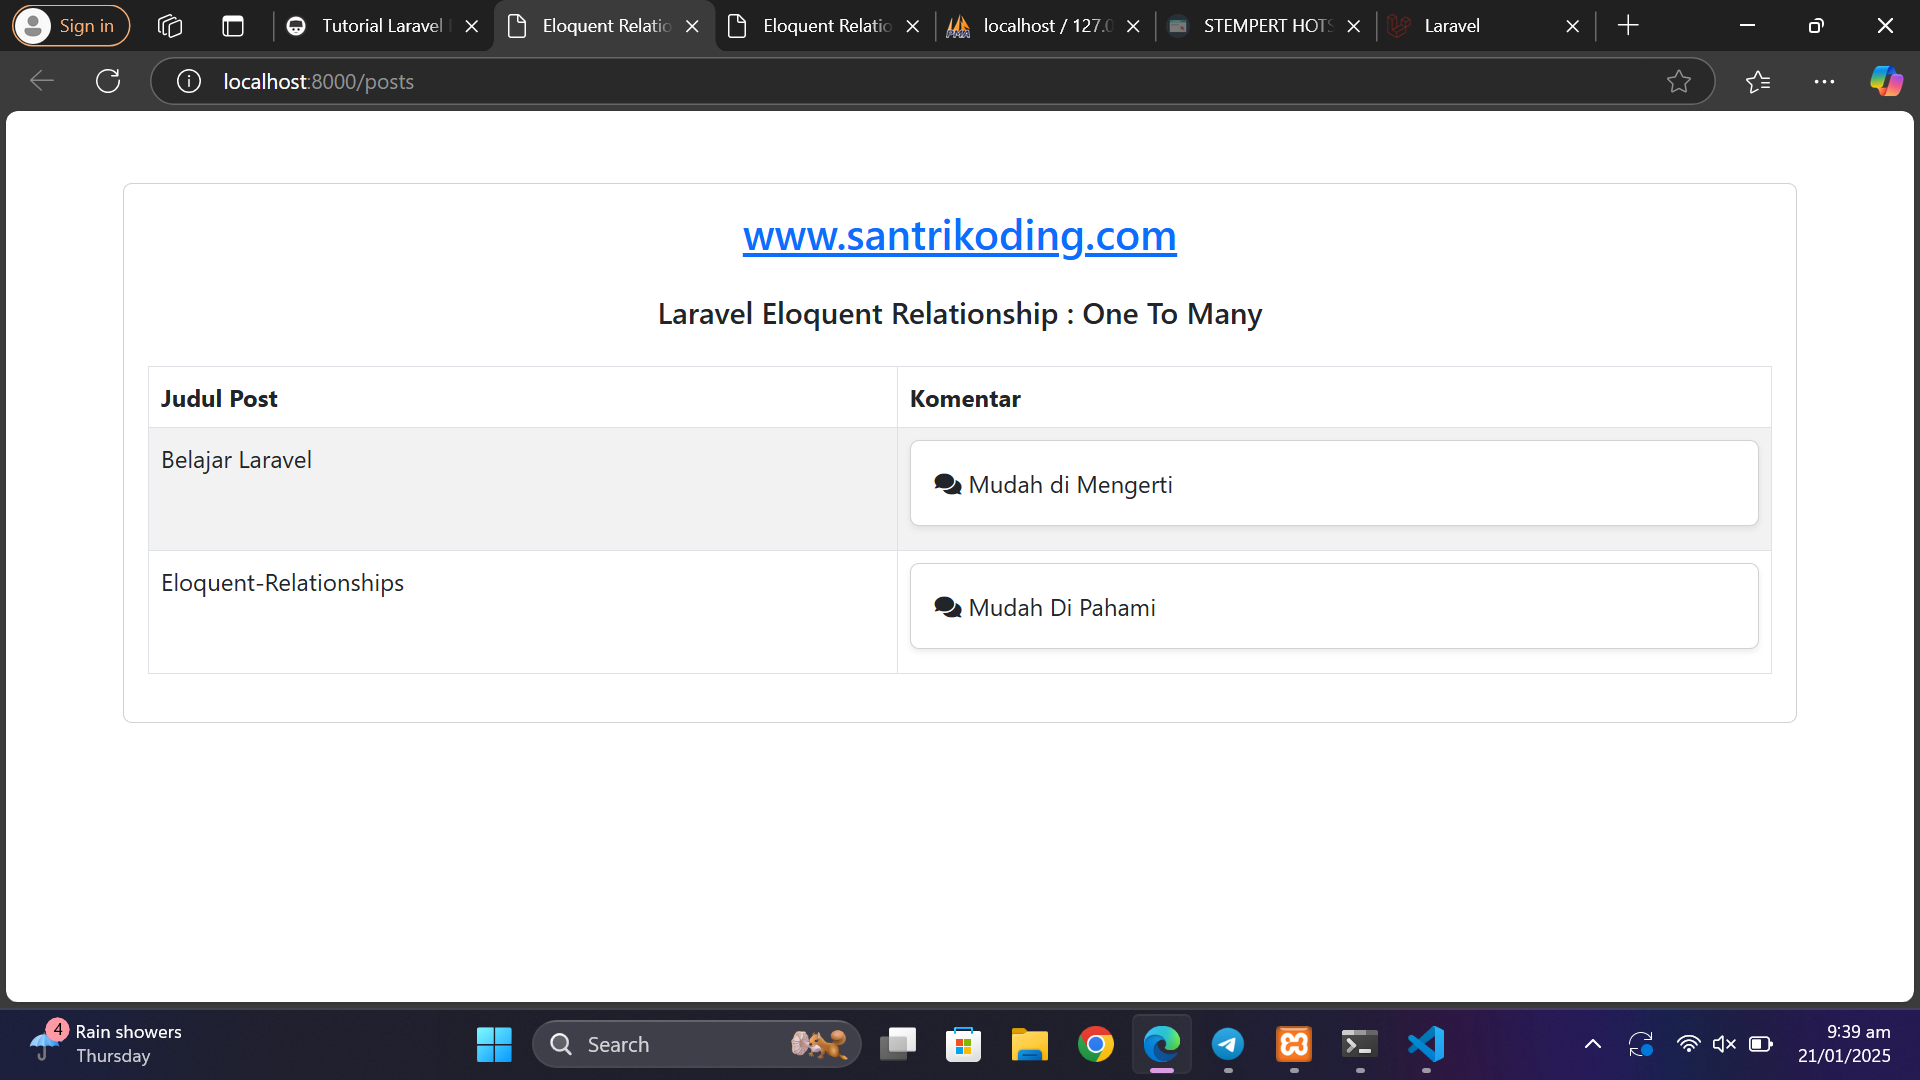 Sign in
Tutorial Laravel
Eloquent Relatio
Eloquent Relatio
localhost / 127.0
STEMPERT HOTS
Laravel
localhost:8000/posts
www.santrikoding.com
Laravel Eloquent Relationship : One To Many
Judul Post
Komentar
Belajar Laravel
Mudah di Mengerti
Eloquent-Relationships
Mudah Di Pahami
4
Rain showers
Thursday
Search
9:39 am
21/01/2025